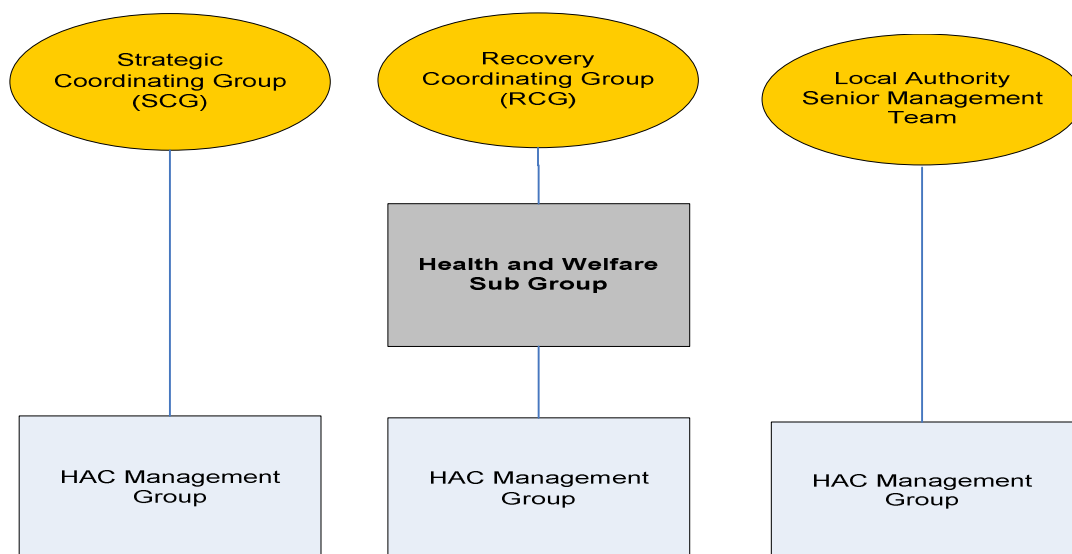 Strategic
Coordinating Group
(SCG)
Recovery
Coordinating Group
(RCG)
Local Authority
Senior Management
Team
Health and Welfare
Sub Group
HAC Management
Group
HAC Management
Group
HAC Management
Group